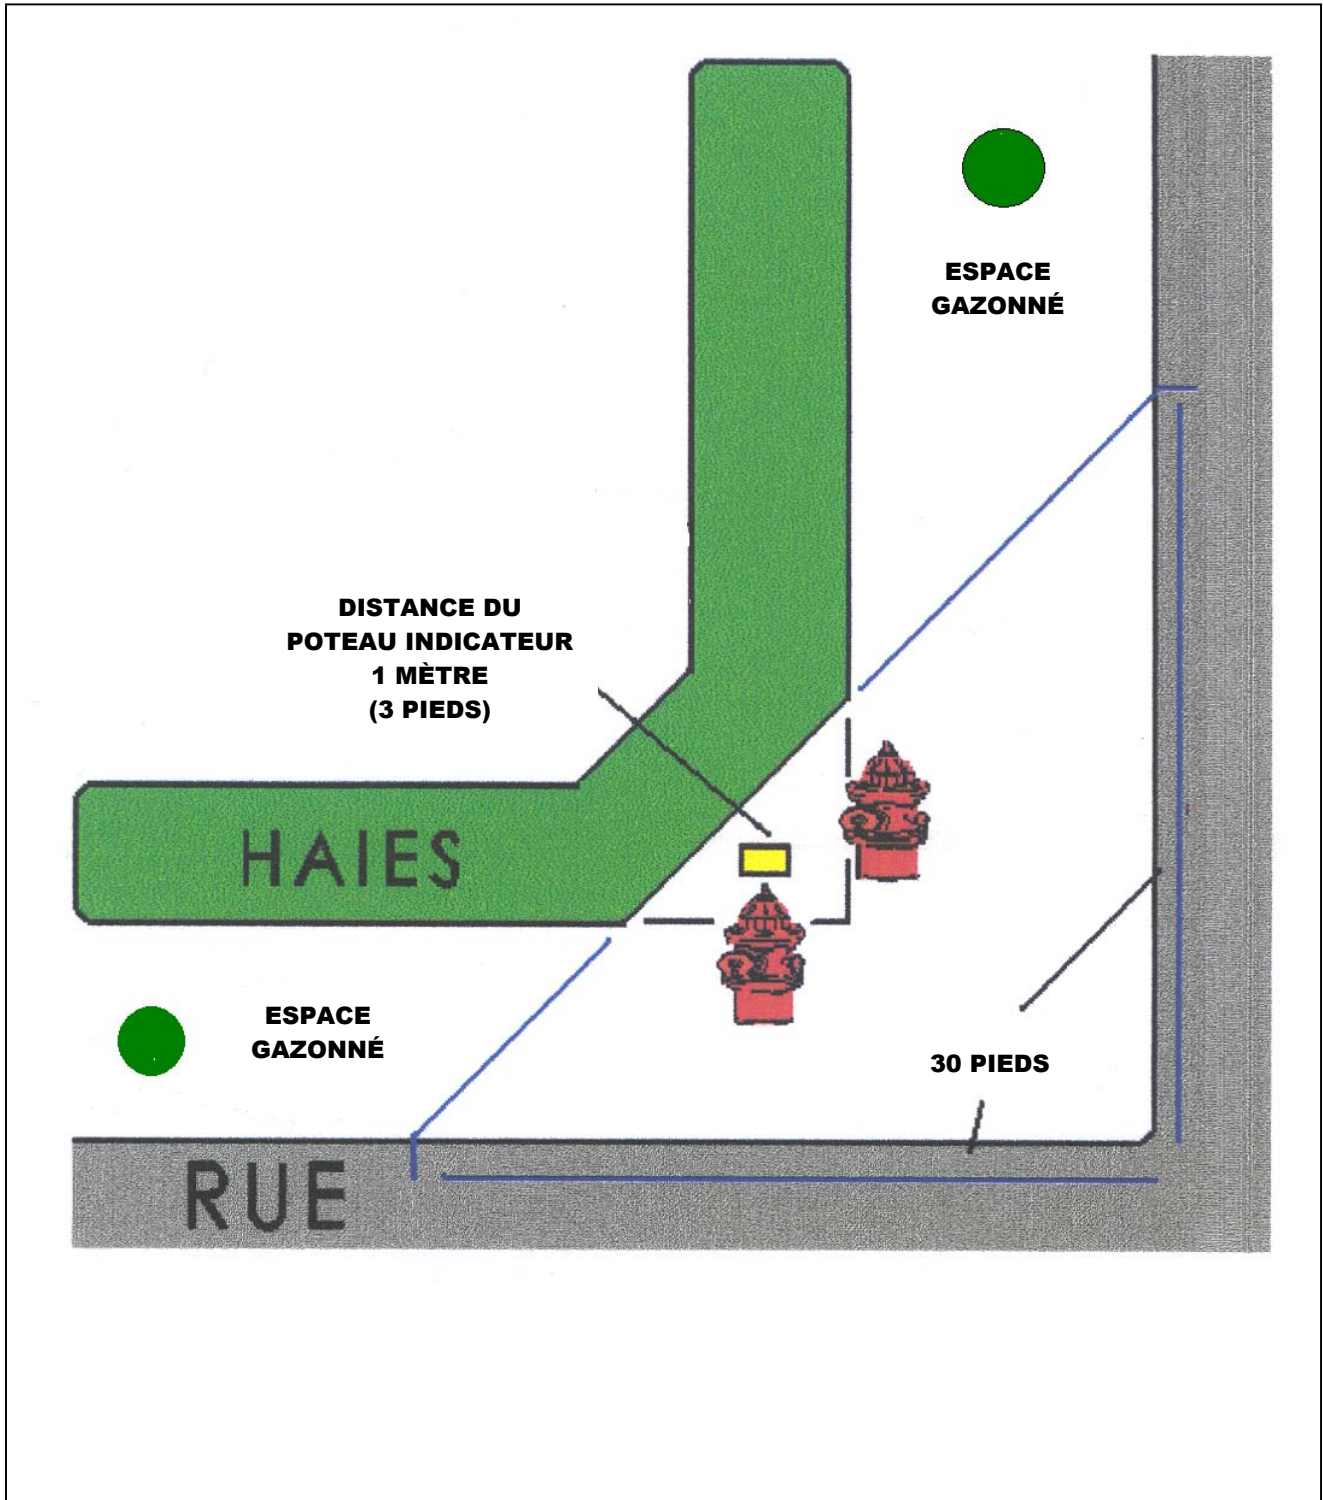 ESPACE
GAZONNÉ
DISTANCE DU
POTEAU INDICATEUR
1 MÈTRE
(3 PIEDS)
HAIES
ESPACE
GAZONNÉ
30 PIEDS
RUE